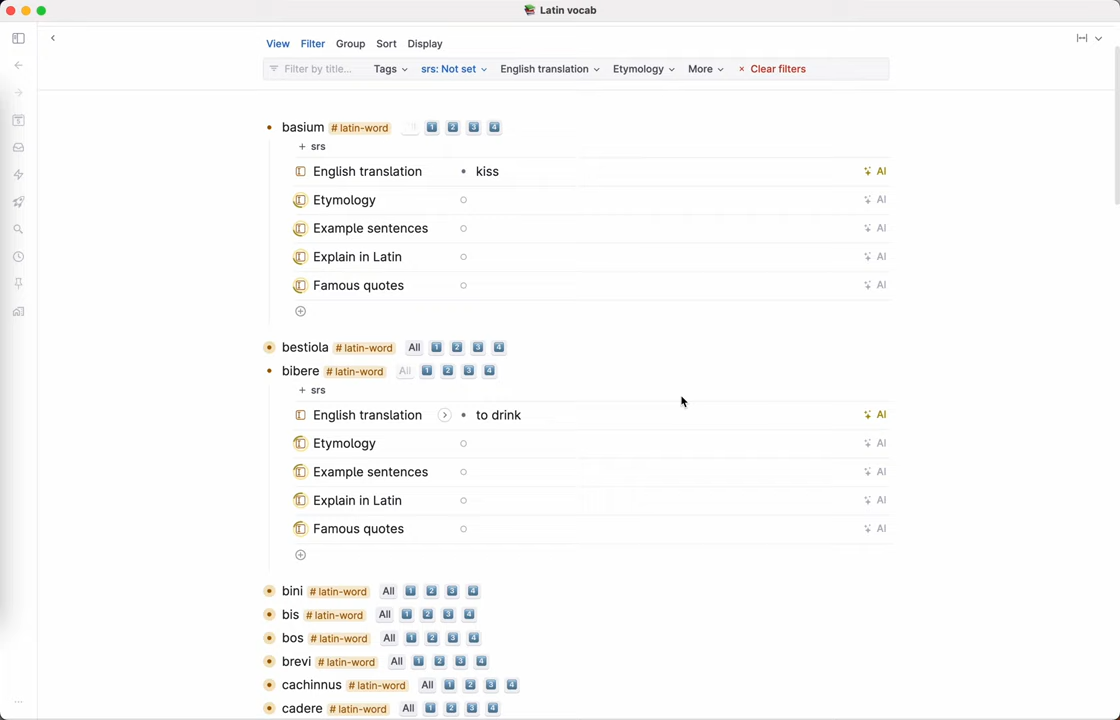 Latin vocab
View Filter Group Sort Display
Filter by title... Tags srs: Not set English translation Etymology More × Clear filters
basium # latin-word 1 2 3 4
+ srs
English translation • kiss AI
Etymology AI
Example sentences AI
Explain in Latin AI
Famous quotes AI
bestiola # latin-word All 1 2 3 4
bibere # latin-word All 1 2 3 4
+ srs
English translation • to drink AI
Etymology AI
Example sentences AI
Explain in Latin AI
Famous quotes AI
bini # latin-word All 1 2 3 4
bis # latin-word All 1 2 3 4
bos # latin-word All 1 2 3 4
brevi # latin-word All 1 2 3 4
cachinnus # latin-word All 1 2 3 4
cadere # latin-word All 1 2 3 4